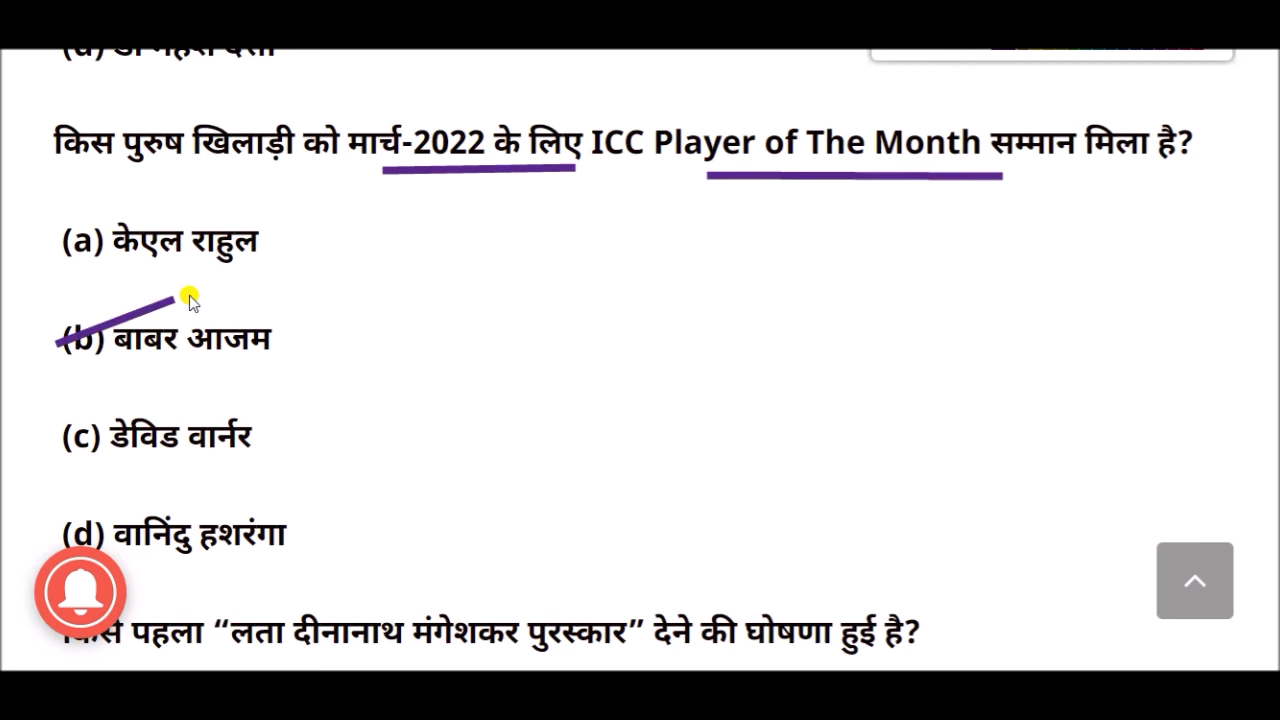 किस पुरुष खिलाड़ी को मार्च-2022 के लिए ICC Player of The Month सम्मान मिला है?
(a) केएल राहुल
(b) बाबर आजम
(c) डेविड वार्नर
(d) वानिंदु हशरंगा
पहला “लता दीनानाथ मंगेशकर पुरस्कार” देने की घोषणा हुई है?